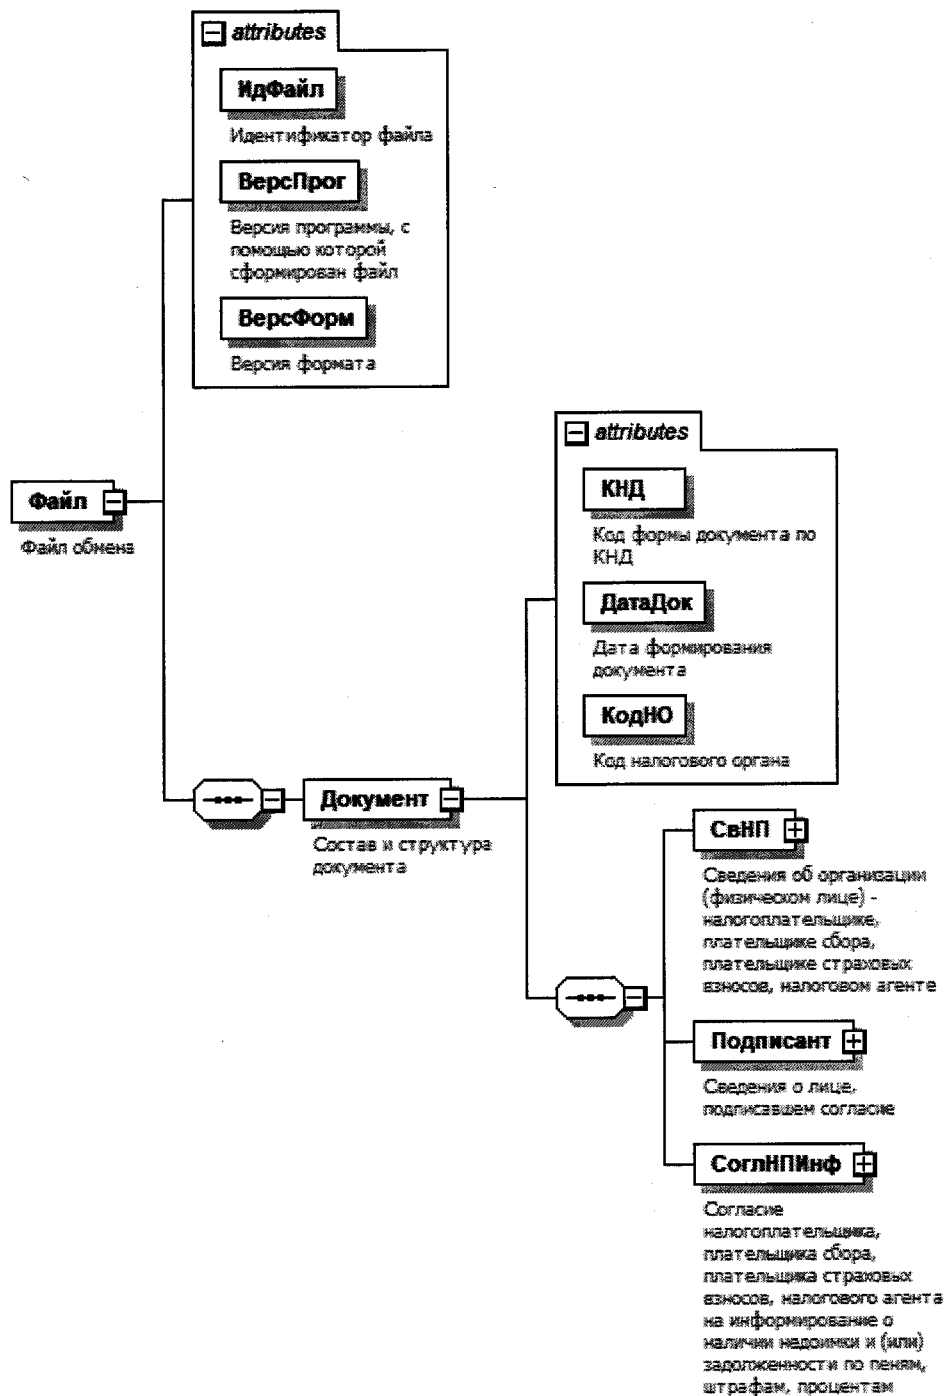 attributes
ИдФайл
Идентификатор файла
ВерсПрог
Версия программы, с
помощью которой
сформирован файл
ВерсФорм
Версия формата
Файл
Файл обмена
attributes
КНД
Код формы документа по
КНД
ДатаДок
Дата формирования
документа
КодНО
Код налогового органа
Документ
Состав и структура
документа
СвНП
Сведения об организации
(физическом лице) -
налогоплательщике,
плательщике сбора,
плательщике страховых
взносов, налоговом агенте
Подписант
Сведения о лице,
подписавшем согласие
СоглНПИнф
Согласие
налогоплательщика,
плательщика сбора,
плательщика страховых
взносов, налогового агента
на информирование о
наличии недоимки и (или)
задолженности по пеням,
штрафам, процентам